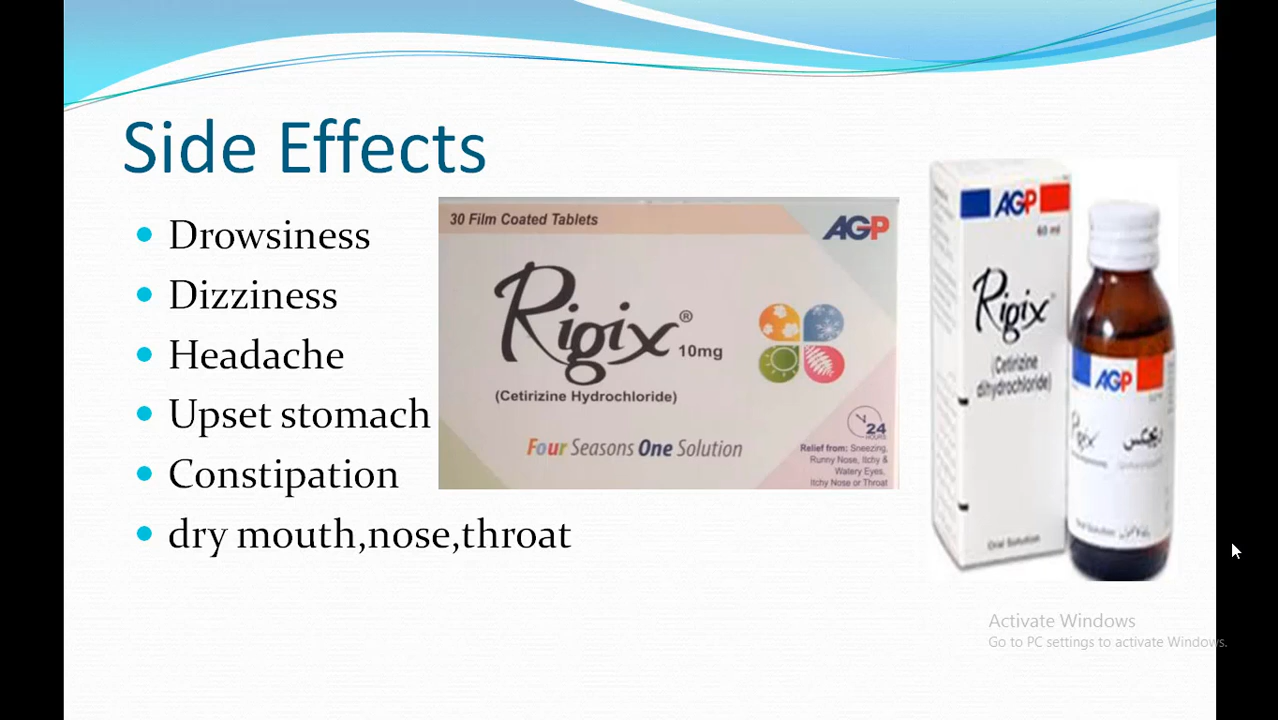 Side Effects
Drowsiness
Dizziness
Headache
Upset stomach
Constipation
dry mouth,nose,throat
30 Film Coated Tablets
AGP
Rigix® 10mg
(Cetirizine Hydrochloride)
Four Seasons One Solution
24
HOURS
Relief from: Sneezing,
Runny Nose, Itchy &
Watery Eyes,
Itchy Nose or Throat
AGP
60 ml
Rigix
(Cetirizine
dihydrochloride)
Oral Solution
AGP
Rigix
ریجکس
Activate Windows
Go to PC settings to activate Windows.